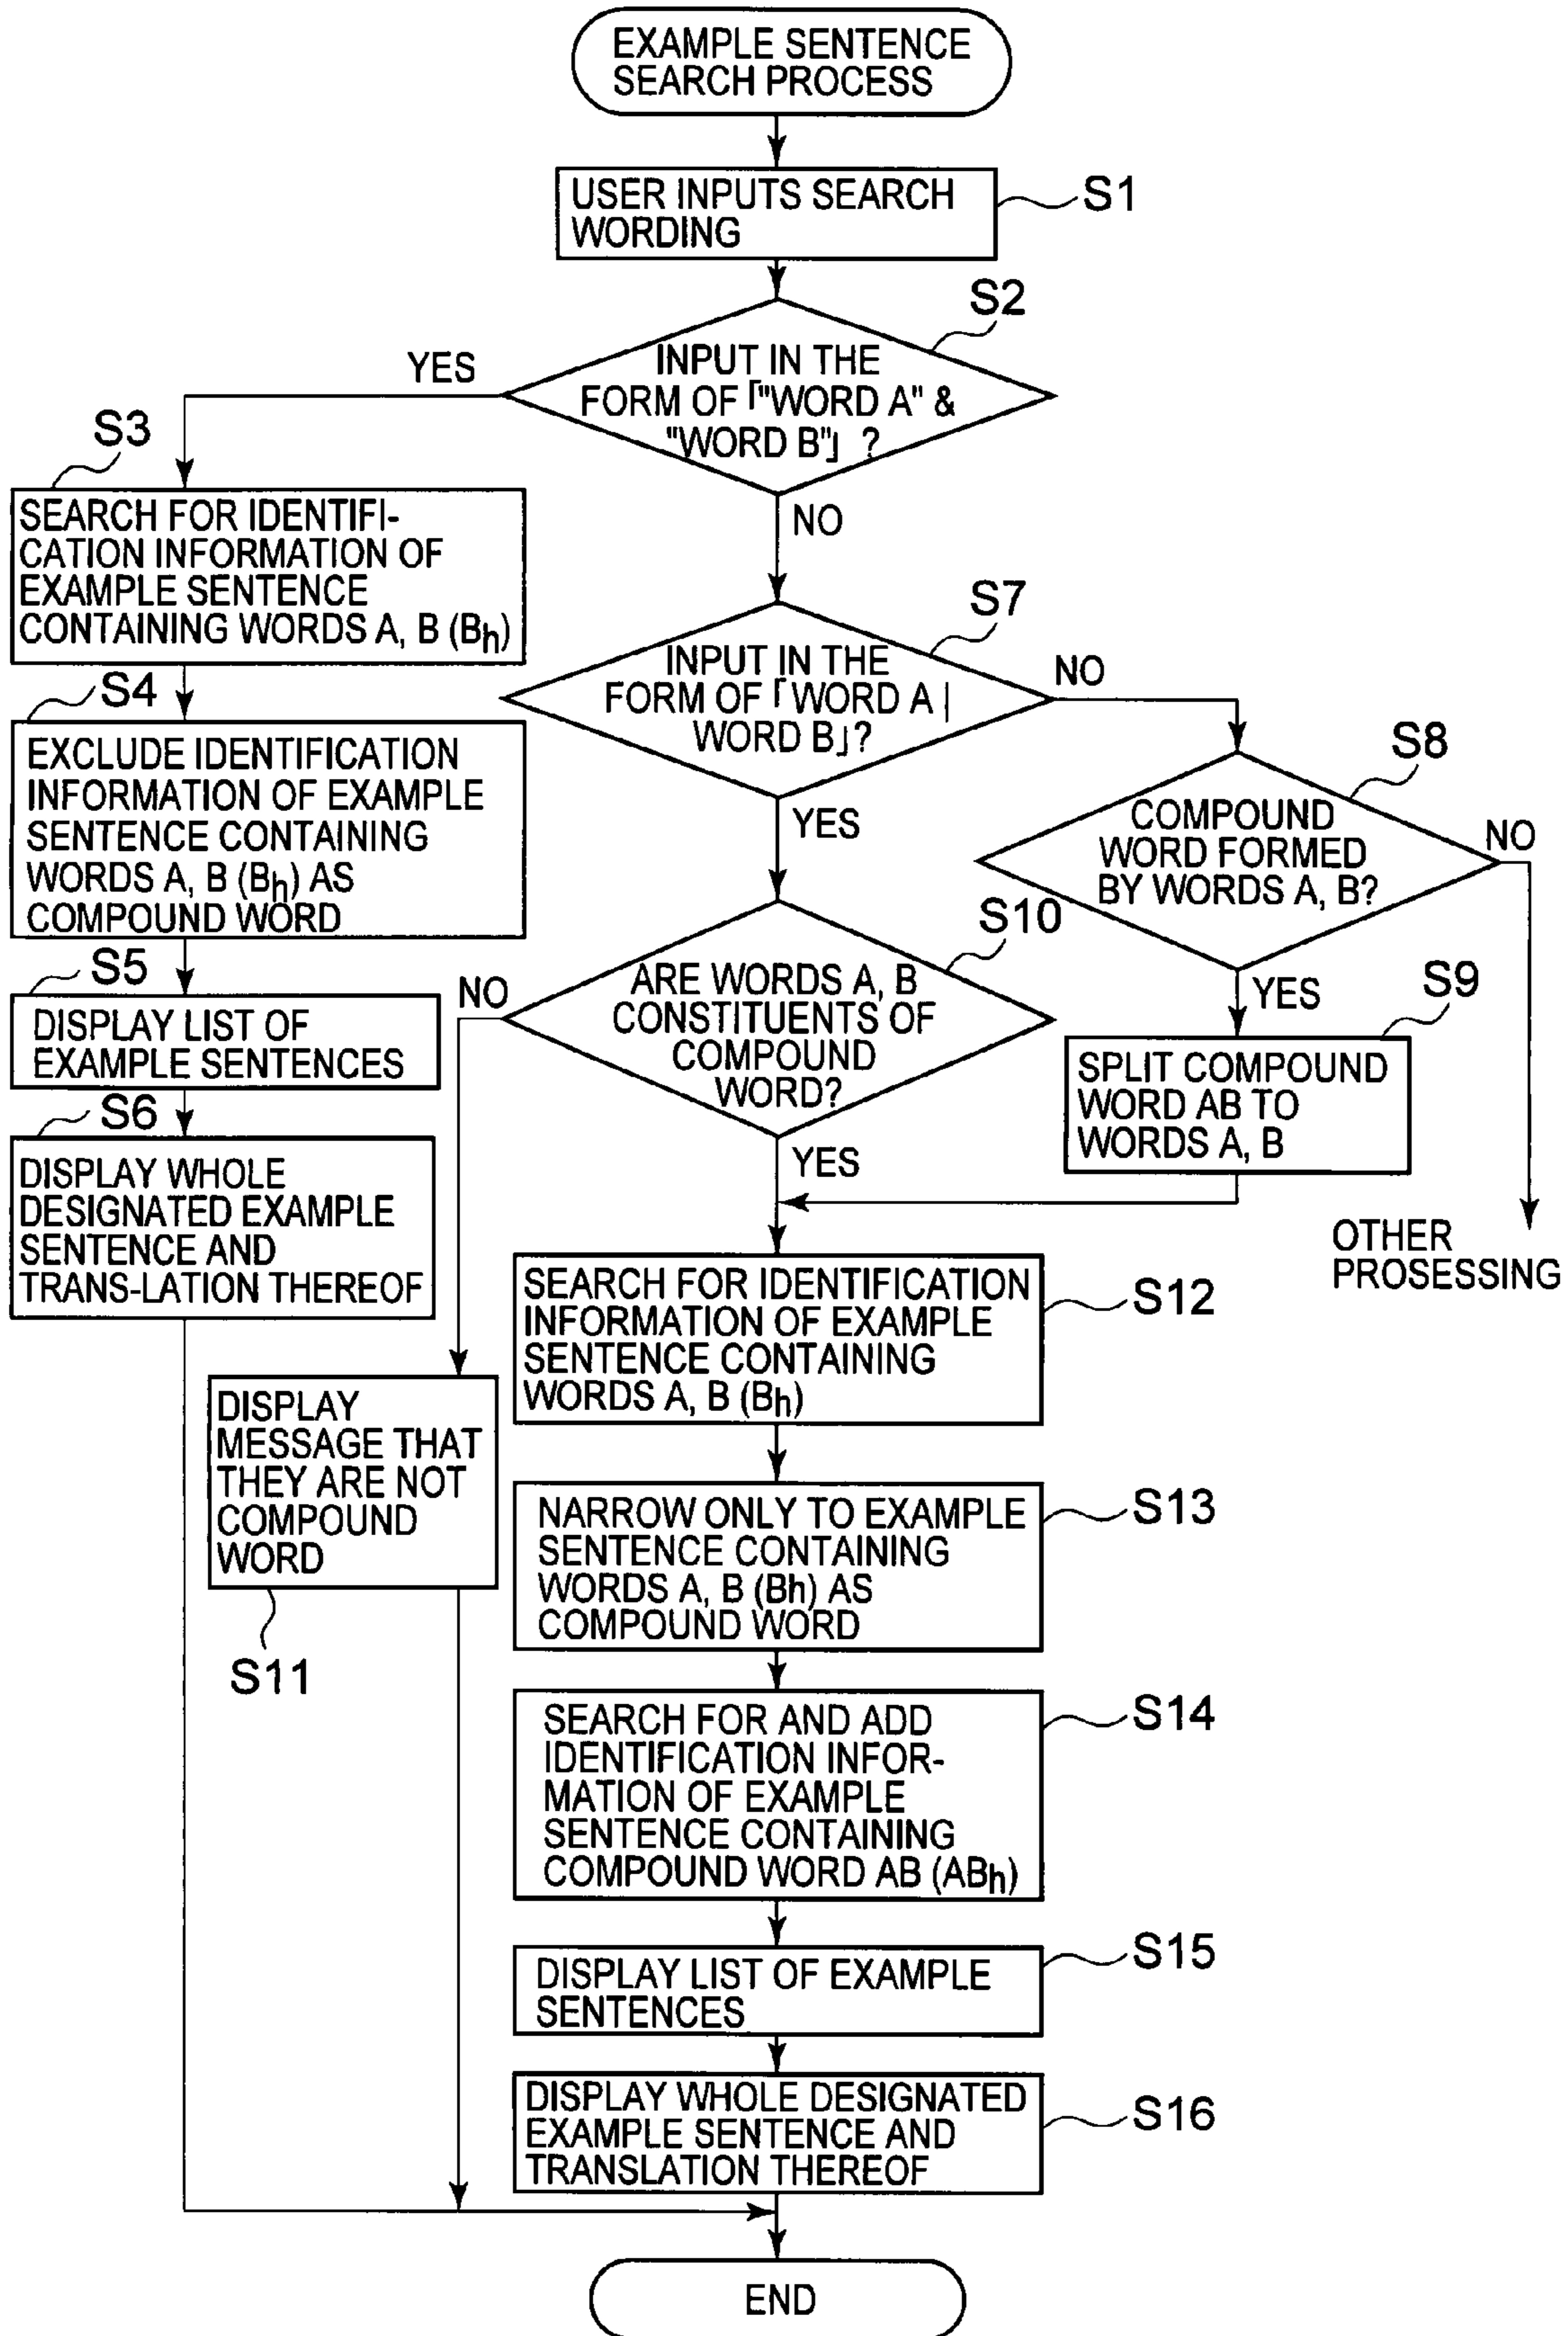 EXAMPLE SENTENCE
SEARCH PROCESS
USER INPUTS SEARCH
WORDING
S1
S2
INPUT IN THE
FORM OF ｢"WORD A" &
"WORD B"｣ ?
YES
NO
S3
SEARCH FOR IDENTIFI-
CATION INFORMATION OF
EXAMPLE SENTENCE
CONTAINING WORDS A, B (Bh)
S4
EXCLUDE IDENTIFICATION
INFORMATION OF EXAMPLE
SENTENCE CONTAINING
WORDS A, B (Bh) AS
COMPOUND WORD
S5
DISPLAY LIST OF
EXAMPLE SENTENCES
S6
DISPLAY WHOLE
DESIGNATED EXAMPLE
SENTENCE AND
TRANS-LATION THEREOF
S7
INPUT IN THE
FORM OF ｢WORD A |
WORD B｣?
NO
YES
S8
COMPOUND
WORD FORMED
BY WORDS A, B?
NO
YES
S9
SPLIT COMPOUND
WORD AB TO
WORDS A, B
OTHER
PROSESSING
S10
ARE WORDS A, B
CONSTITUENTS OF
COMPOUND
WORD?
NO
YES
DISPLAY
MESSAGE THAT
THEY ARE NOT
COMPOUND
WORD
S11
SEARCH FOR IDENTIFICATION
INFORMATION OF EXAMPLE
SENTENCE CONTAINING
WORDS A, B (Bh)
S12
NARROW ONLY TO EXAMPLE
SENTENCE CONTAINING
WORDS A, B (Bh) AS
COMPOUND WORD
S13
SEARCH FOR AND ADD
IDENTIFICATION INFOR-
MATION OF EXAMPLE
SENTENCE CONTAINING
COMPOUND WORD AB (ABh)
S14
DISPLAY LIST OF EXAMPLE
SENTENCES
S15
DISPLAY WHOLE DESIGNATED
EXAMPLE SENTENCE AND
TRANSLATION THEREOF
S16
END